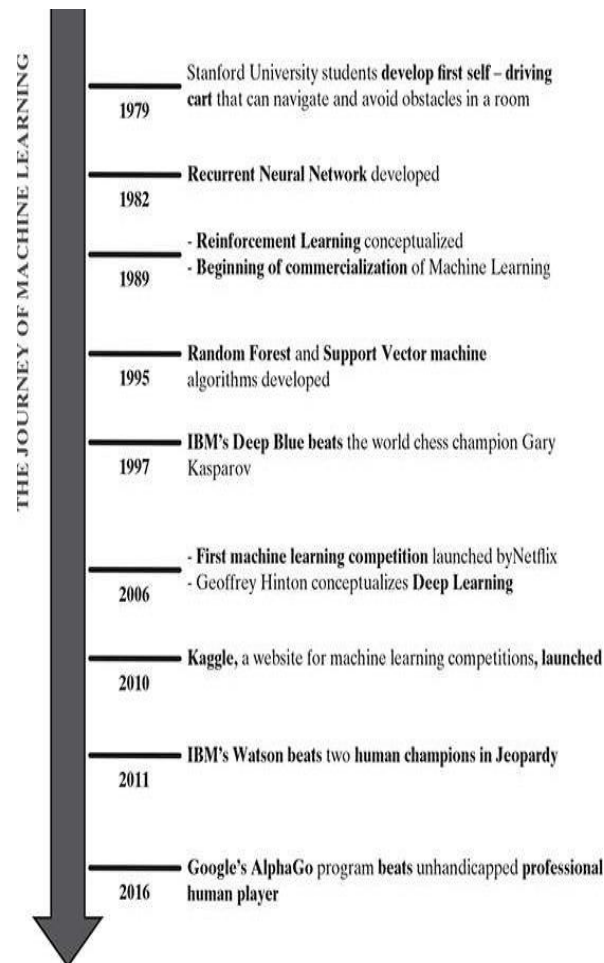 THE JOURNEY OF MACHINE LEARNING
1979
Stanford University students develop first self – driving
cart that can navigate and avoid obstacles in a room
1982
Recurrent Neural Network developed
1989
- Reinforcement Learning conceptualized
- Beginning of commercialization of Machine Learning
1995
Random Forest and Support Vector machine
algorithms developed
1997
IBM's Deep Blue beats the world chess champion Gary
Kasparov
2006
- First machine learning competition launched byNetflix
- Geoffrey Hinton conceptualizes Deep Learning
2010
Kaggle, a website for machine learning competitions, launched
2011
IBM's Watson beats two human champions in Jeopardy
2016
Google's AlphaGo program beats unhandicapped professional
human player